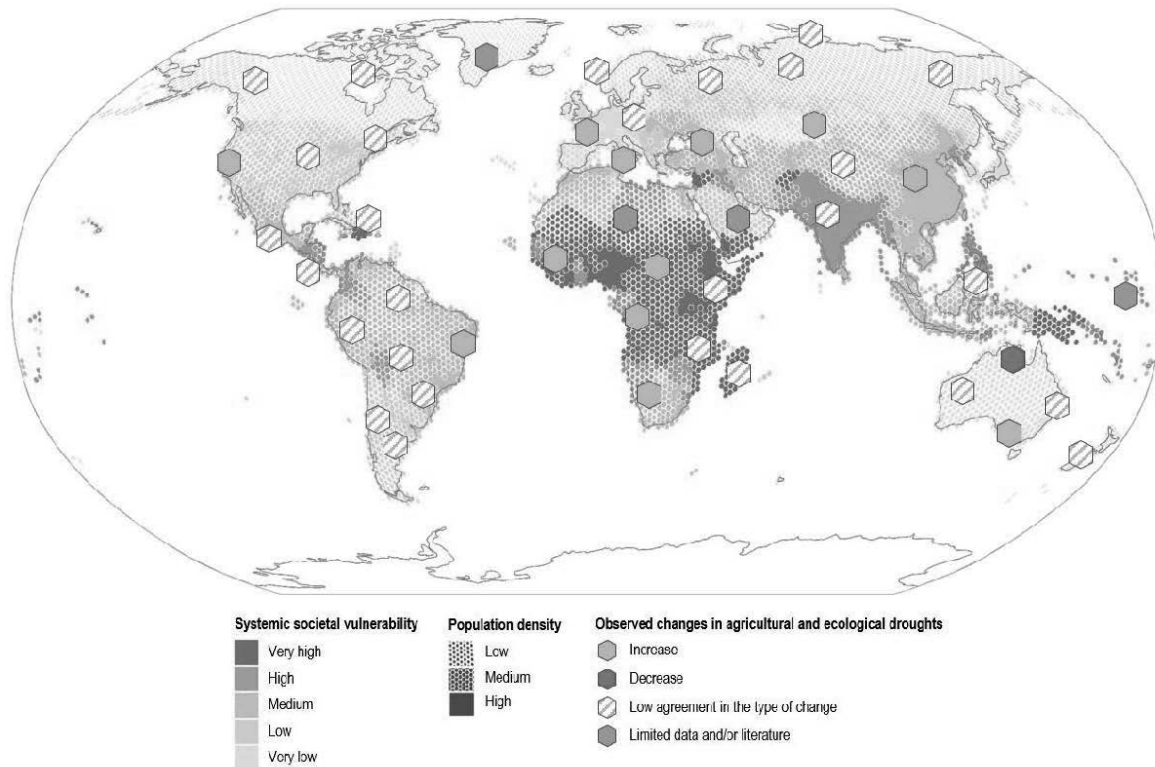 Systemic societal vulnerability
Very high
High
Medium
Low
Very low
Population density
Low
Medium
High
Observed changes in agricultural and ecological droughts
Increase
Decrease
Low agreement in the type of change
Limited data and/or literature